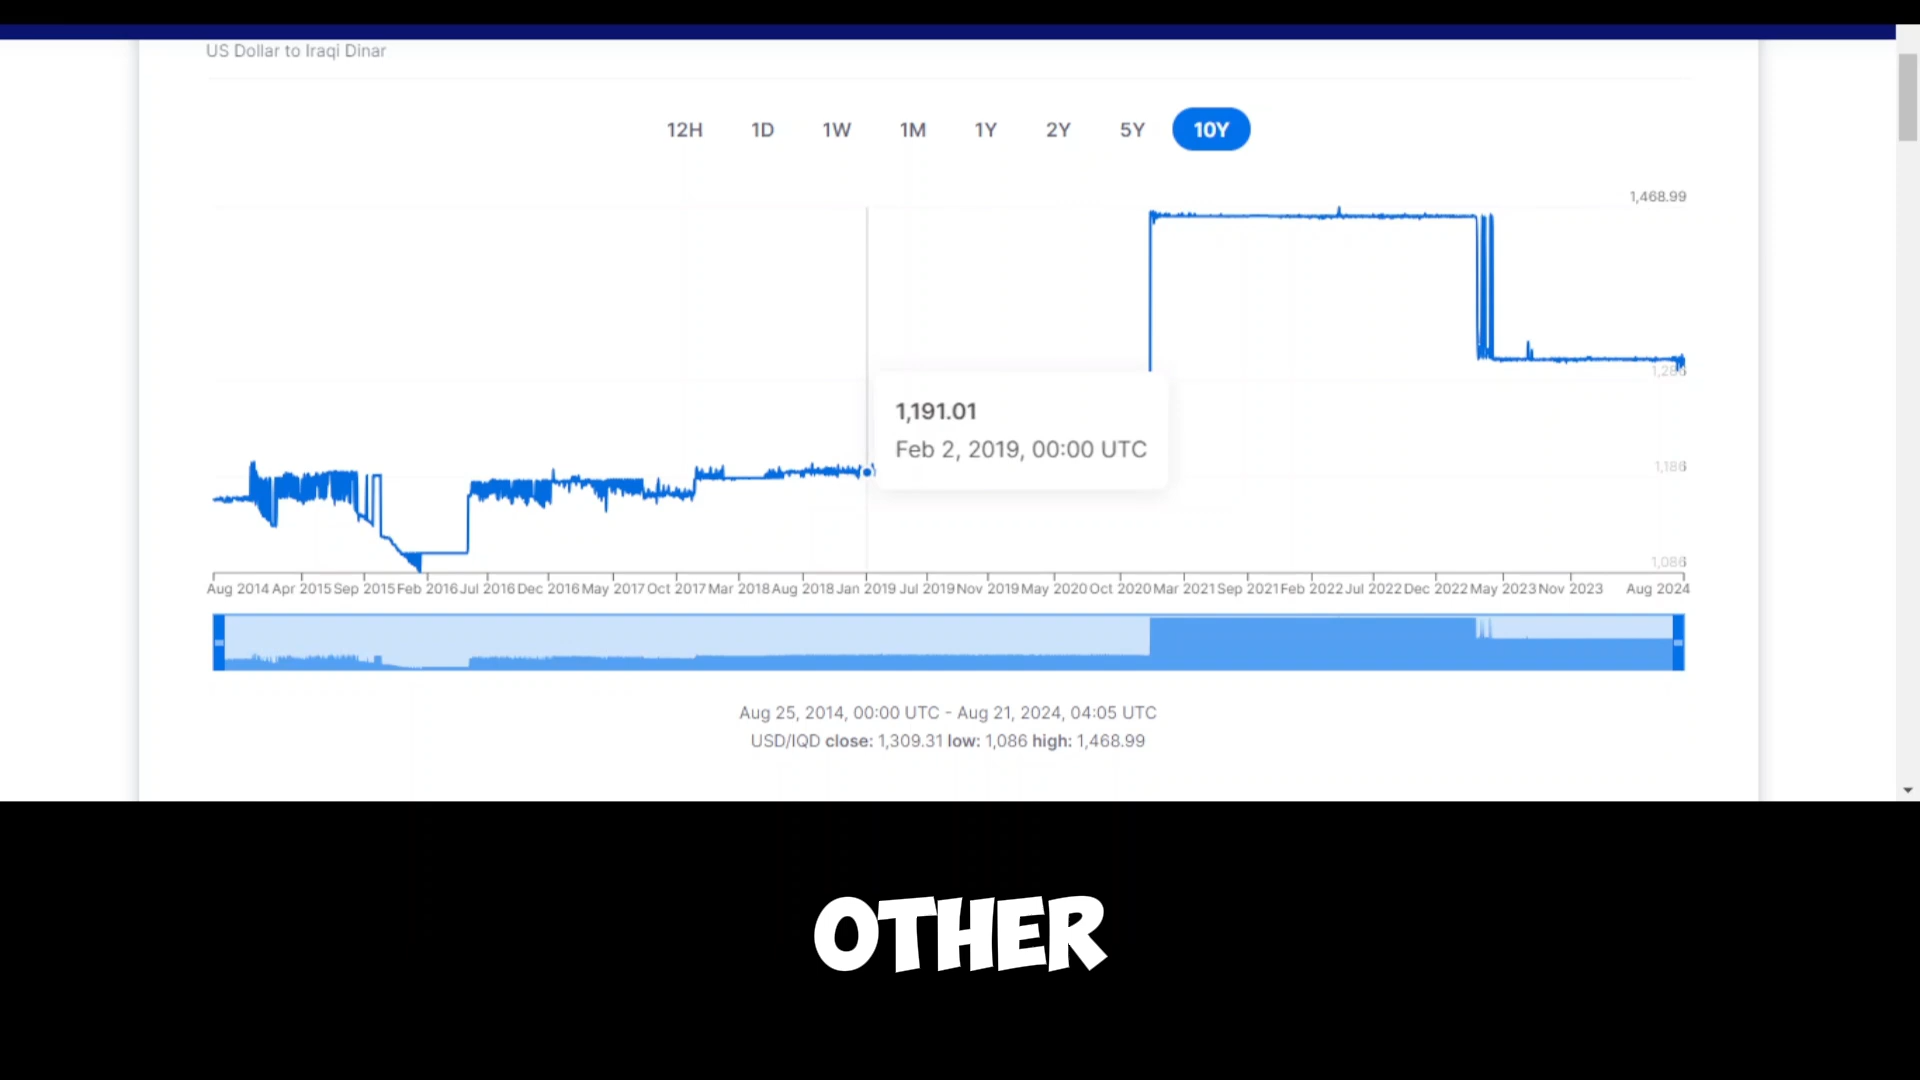 US Dollar to Iraqi Dinar
12H 1D 1W 1M 1Y 2Y 5Y 10Y
1,468.99
1,286
1,191.01
Feb 2, 2019, 00:00 UTC
1,186
1,086
Aug 2014 Apr 2015 Sep 2015 Feb 2016 Jul 2016 Dec 2016 May 2017 Oct 2017 Mar 2018 Aug 2018 Jan 2019 Jul 2019 Nov 2019 May 2020 Oct 2020 Mar 2021 Sep 2021 Feb 2022 Jul 2022 Dec 2022 May 2023 Nov 2023 Aug 2024
Aug 25, 2014, 00:00 UTC - Aug 21, 2024, 04:05 UTC
USD/IQD close: 1,309.31 low: 1,086 high: 1,468.99
OTHER